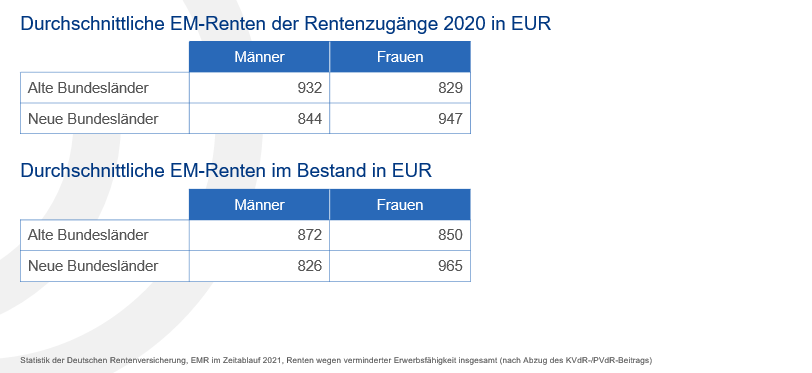 Durchschnittliche EM-Renten der Rentenzugänge 2020 in EUR
Männer Frauen
Alte Bundesländer 932 829
Neue Bundesländer 844 947
Durchschnittliche EM-Renten im Bestand in EUR
Männer Frauen
Alte Bundesländer 872 850
Neue Bundesländer 826 965
Statistik der Deutschen Rentenversicherung, EMR im Zeitablauf 2021, Renten wegen verminderter Erwerbsfähigkeit insgesamt (nach Abzug des KVdR-/PVdR-Beitrags)